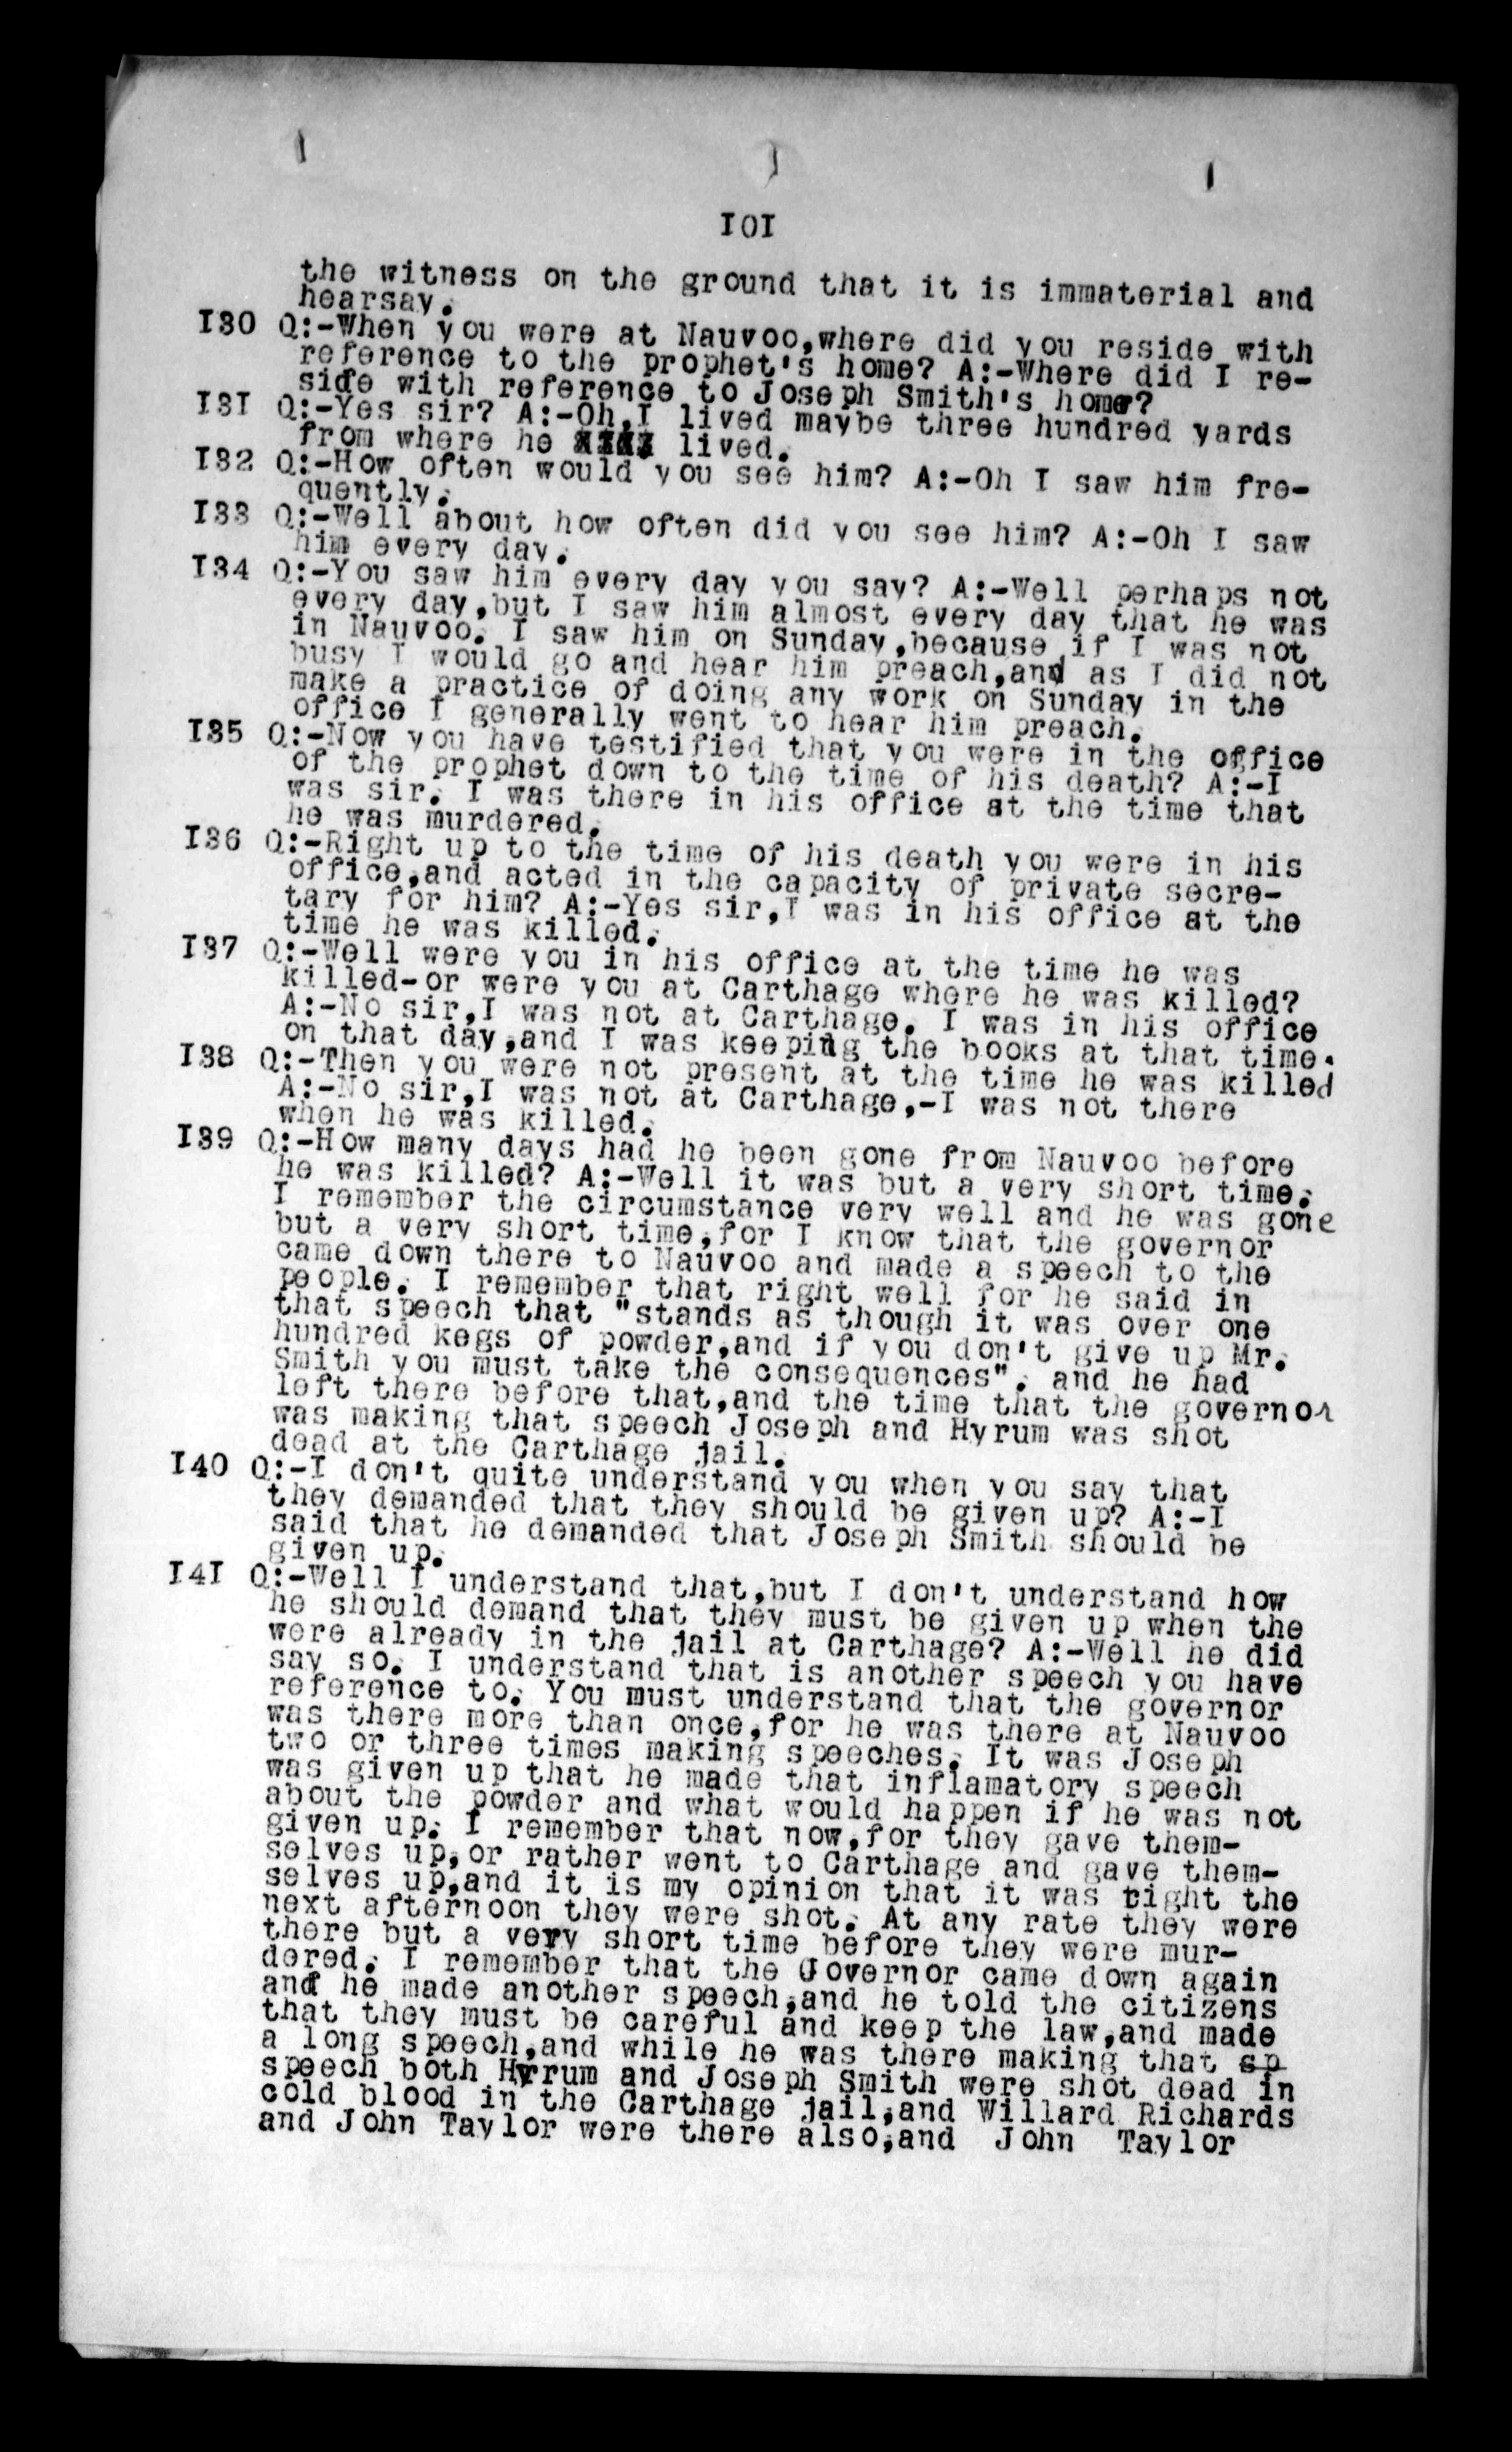 IOI
the witness on the ground that it is immaterial and
hearsay.
I30 Q:-When you were at Nauvoo,where did you reside with
reference to the prophet's home? A:-Where did I re-
side with reference to Joseph Smith's home?
I3I Q:-Yes sir? A:-Oh,I lived maybe three hundred yards
from where he lived.
I32 Q:-How often would you see him? A:-Oh I saw him fre-
quently.
I33 Q:-Well about how often did you see him? A:-Oh I saw
him every day.
I34 Q:-You saw him every day you say? A:-Well perhaps not
every day,but I saw him almost every day that he was
in Nauvoo. I saw him on Sunday,because if I was not
busy I would go and hear him preach,and as I did not
make a practice of doing any work on Sunday in the
office I generally went to hear him preach.
I35 Q:-Now you have testified that you were in the office
of the prophet down to the time of his death? A:-I
was sir. I was there in his office at the time that
he was murdered.
I36 Q:-Right up to the time of his death you were in his
office,and acted in the capacity of private secre-
tary for him? A:-Yes sir,I was in his office at the
time he was killed.
I37 Q:-Well were you in his office at the time he was
killed-or were you at Carthage where he was killed?
A:-No sir,I was not at Carthage. I was in his office
on that day,and I was keeping the books at that time.
I38 Q:-Then you were not present at the time he was killed
A:-No sir,I was not at Carthage,-I was not there
when he was killed.
I39 Q:-How many days had he been gone from Nauvoo before
he was killed? A:-Well it was but a very short time.
I remember the circumstance very well and he was gone
but a very short time,for I know that the governor
came down there to Nauvoo and made a speech to the
people. I remember that right well for he said in
that speech that "stands as though it was over one
hundred kegs of powder,and if you don't give up Mr.
Smith you must take the consequences". and he had
left there before that,and the time that the governor
was making that speech Joseph and Hyrum was shot
dead at the Carthage jail.
I40 Q:-I don't quite understand you when you say that
they demanded that they should be given up? A:-I
said that he demanded that Joseph Smith should be
given up.
I4I Q:-Well I understand that,but I don't understand how
he should demand that they must be given up when the
were already in the jail at Carthage? A:-Well he did
say so. I understand that is another speech you have
reference to. You must understand that the governor
was there more than once,for he was there at Nauvoo
two or three times making speeches. It was Joseph
was given up that he made that inflamatory speech
about the powder and what would happen if he was not
given up. I remember that now,for they gave them-
selves up,or rather went to Carthage and gave them-
selves up,and it is my opinion that it was tight the
next afternoon they were shot. At any rate they were
there but a very short time before they were mur-
dered. I remember that the Governor came down again
and he made another speech,and he told the citizens
that they must be careful and keep the law,and made
a long speech,and while he was there making that sp
speech both Hyrum and Joseph Smith were shot dead in
cold blood in the Carthage jail,and Willard Richards
and John Taylor were there also,and John Taylor